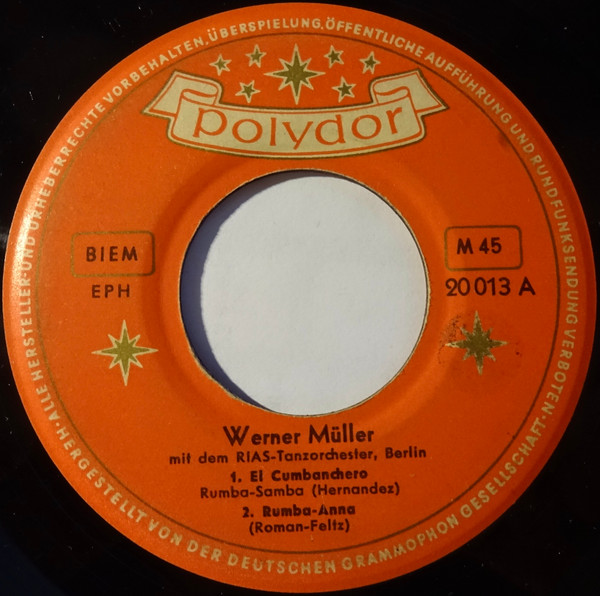 ALLE HERSTELLER-UND URHEBERRECHTE VORBEHALTEN, ÜBERSPIELUNG, ÖFFENTLICHE AUFFÜHRUNG UND RUNDFUNKSENDUNG VERBOTEN·
polydor
BIEM
EPH
M 45
20 013 A
Werner Müller
mit dem RIAS-Tanzorchester, Berlin
1. El Cumbanchero
Rumba-Samba (Hernandez)
2. Rumba-Anna
(Roman-Feltz)
HERGESTELLT VON DER DEUTSCHEN GRAMMOPHON GESELLSCHAFT·